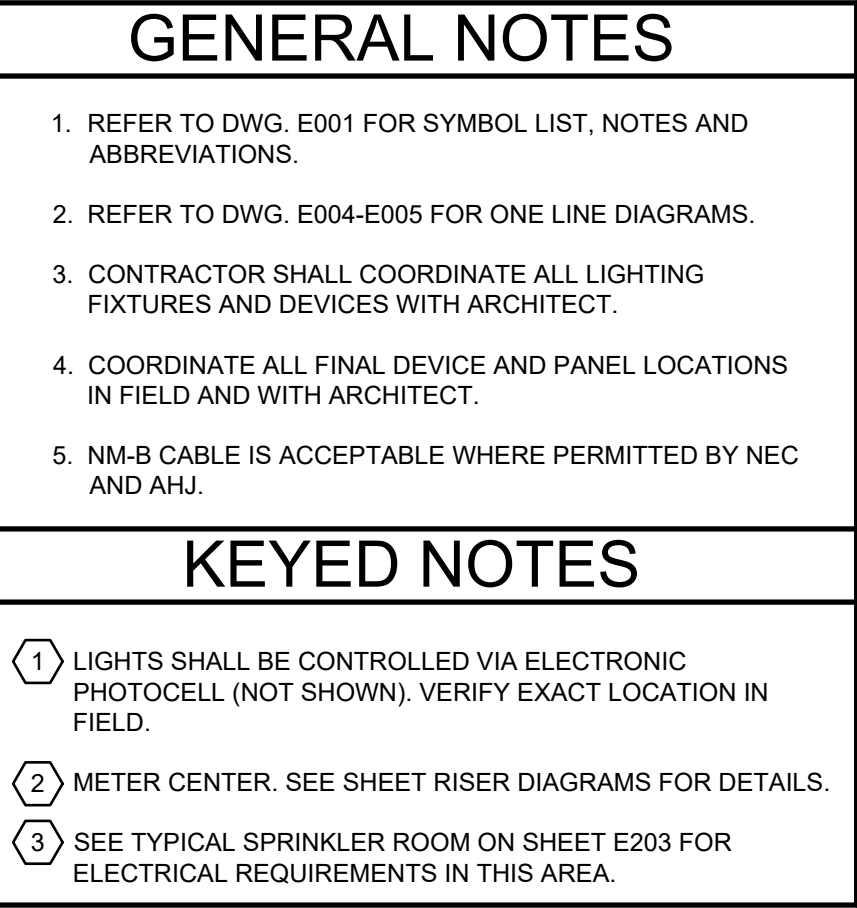 GENERAL NOTES
1. REFER TO DWG. E001 FOR SYMBOL LIST, NOTES AND
ABBREVIATIONS.
2. REFER TO DWG. E004-E005 FOR ONE LINE DIAGRAMS.
3. CONTRACTOR SHALL COORDINATE ALL LIGHTING
FIXTURES AND DEVICES WITH ARCHITECT.
4. COORDINATE ALL FINAL DEVICE AND PANEL LOCATIONS
IN FIELD AND WITH ARCHITECT.
5. NM-B CABLE IS ACCEPTABLE WHERE PERMITTED BY NEC
AND AHJ.
KEYED NOTES
1 LIGHTS SHALL BE CONTROLLED VIA ELECTRONIC
PHOTOCELL (NOT SHOWN). VERIFY EXACT LOCATION IN
FIELD.
2 METER CENTER. SEE SHEET RISER DIAGRAMS FOR DETAILS.
3 SEE TYPICAL SPRINKLER ROOM ON SHEET E203 FOR
ELECTRICAL REQUIREMENTS IN THIS AREA.